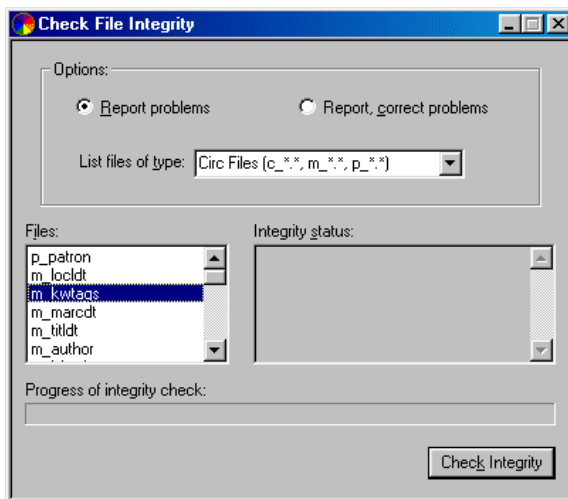 Check File Integrity
Options:
Report problems
Report, correct problems
List files of type: Circ Files (c_*.*, m_*.*, p_*.*)
Files:
p_patron
m_locldt
m_kwtags
m_marcdt
m_titldt
m_author
Integrity status:
Progress of integrity check:
Check Integrity